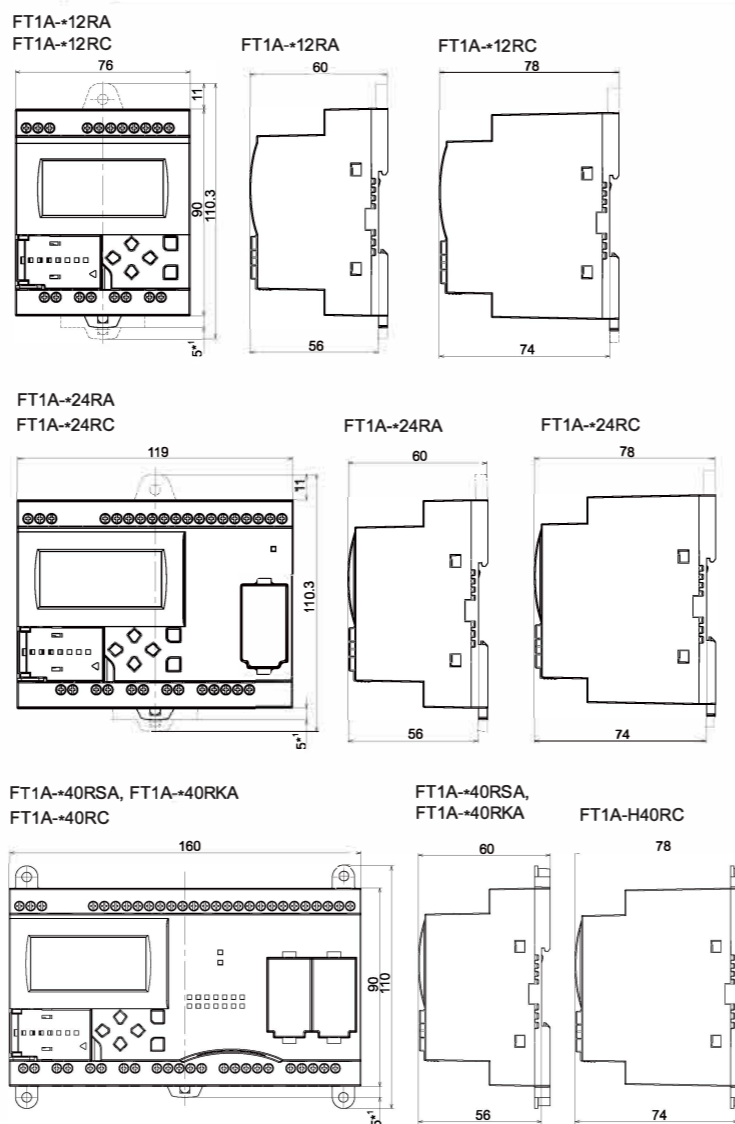 FT1A-*12RA
FT1A-*12RC
76
11
90
110.3
5*1
FT1A-*12RA
60
56
FT1A-*12RC
78
74
FT1A-*24RA
FT1A-*24RC
119
11
110.3
5*1
FT1A-*24RA
60
56
FT1A-*24RC
78
74
FT1A-*40RSA, FT1A-*40RKA
FT1A-*40RC
160
90
110
5*1
FT1A-*40RSA,
FT1A-*40RKA
60
56
FT1A-H40RC
78
74